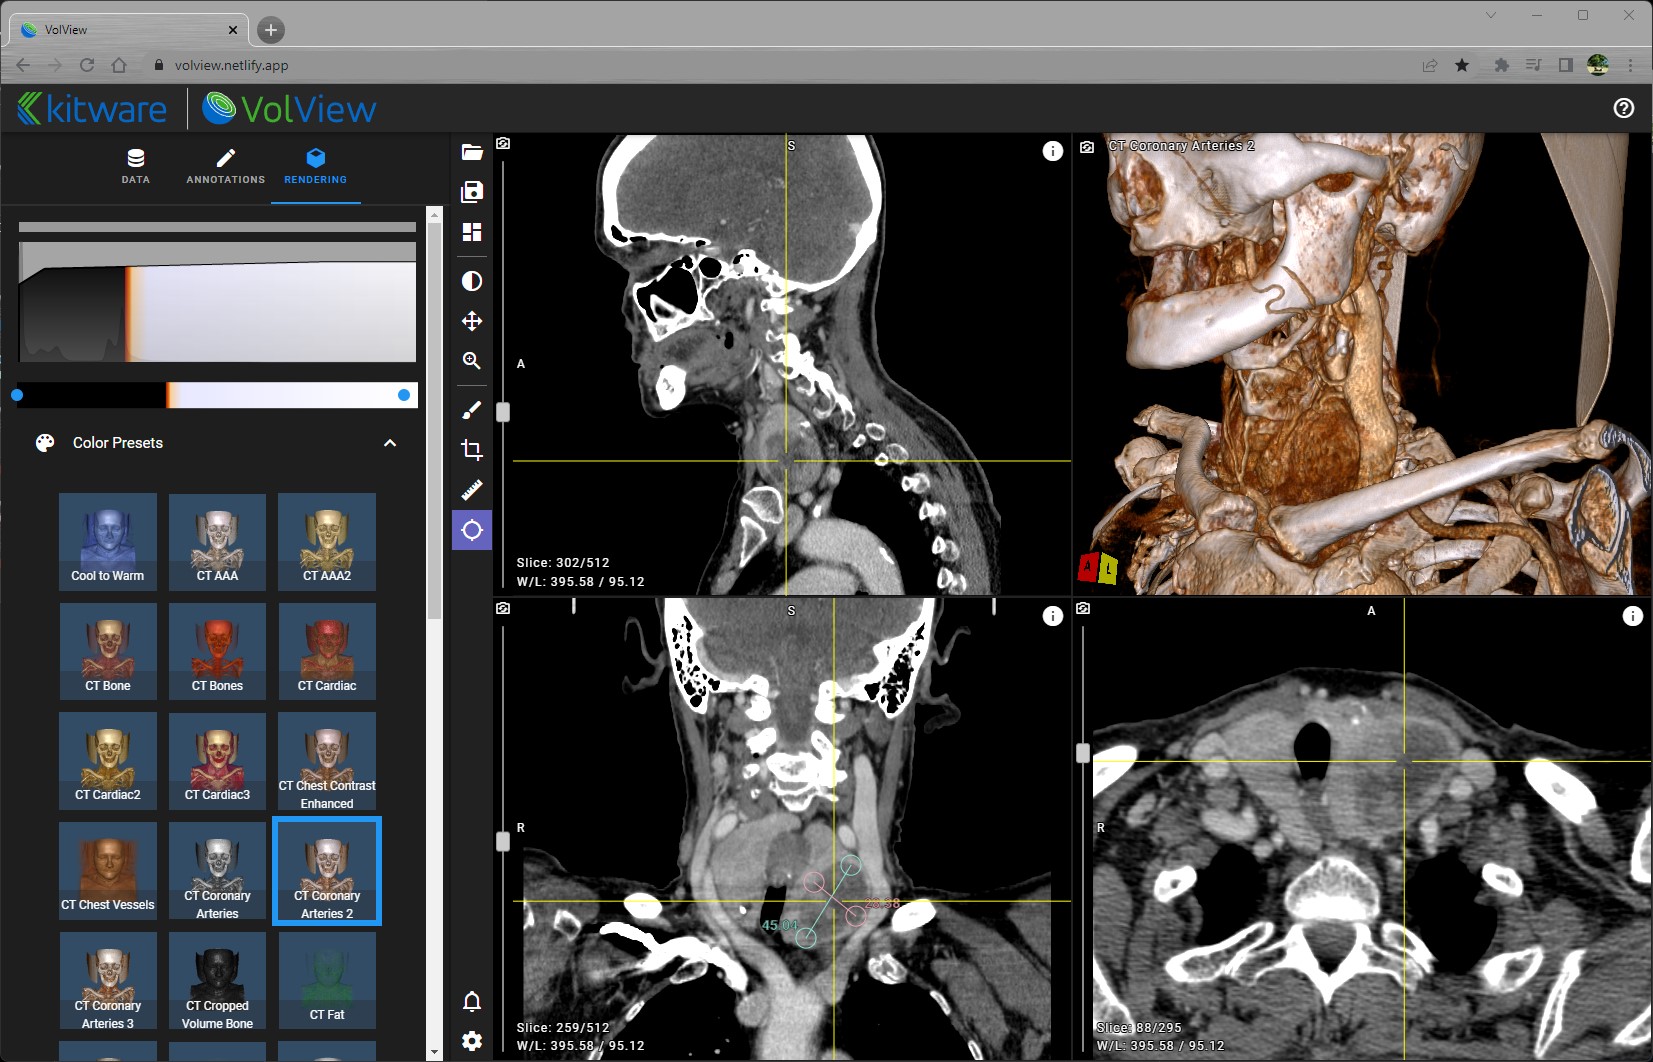 VolView
volview.netlify.app
kitware
VolView
DATA
ANNOTATIONS
RENDERING
Color Presets
Cool to Warm
CT AAA
CT AAA2
CT Bone
CT Bones
CT Cardiac
CT Cardiac2
CT Cardiac3
CT Chest Contrast
Enhanced
CT Chest Vessels
CT Coronary
Arteries
CT Coronary
Arteries 2
CT Coronary
Arteries 3
CT Cropped
Volume Bone
CT Fat
S
A
Slice: 302/512
W/L: 395.58 / 95.12
CT Coronary Arteries 2
A
L
S
R
45.04
Slice: 259/512
W/L: 395.58 / 95.12
A
R
Slice: 88/295
W/L: 395.58 / 95.12